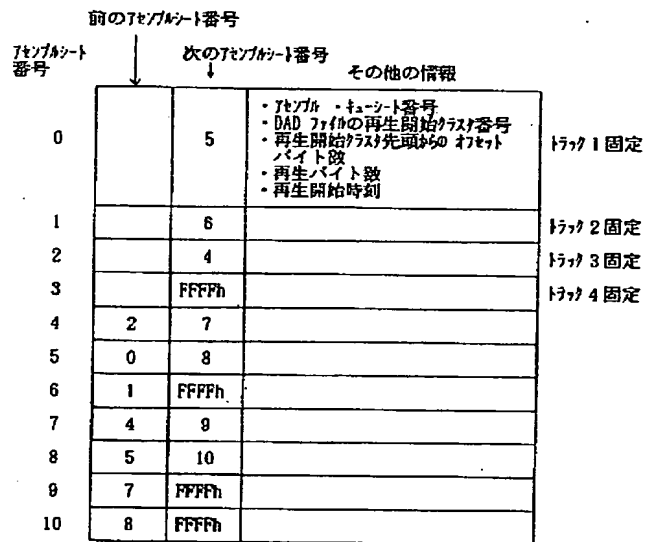 前のｱｾﾝﾌﾞﾙｼｰﾄ番号
ｱｾﾝﾌﾞﾙｼｰﾄ
番号
次のｱｾﾝﾌﾞﾙｼｰﾄ番号
その他の情報
0 5
・ｱｾﾝﾌﾞﾙ ・ｷｭｰｼｰﾄ番号
・DAD ﾌｧｲﾙの再生開始ｸﾗｽﾀ番号
・再生開始ｸﾗｽﾀ先頭からの ｵﾌｾｯﾄ
バイト数
・再生バイト数
・再生開始時刻
ﾄﾗｯｸ 1 固定
1 6 ﾄﾗｯｸ 2 固定
2 4 ﾄﾗｯｸ 3 固定
3 FFFFh ﾄﾗｯｸ 4 固定
4 2 7
5 0 8
6 1 FFFFh
7 4 9
8 5 10
9 7 FFFFh
10 8 FFFFh